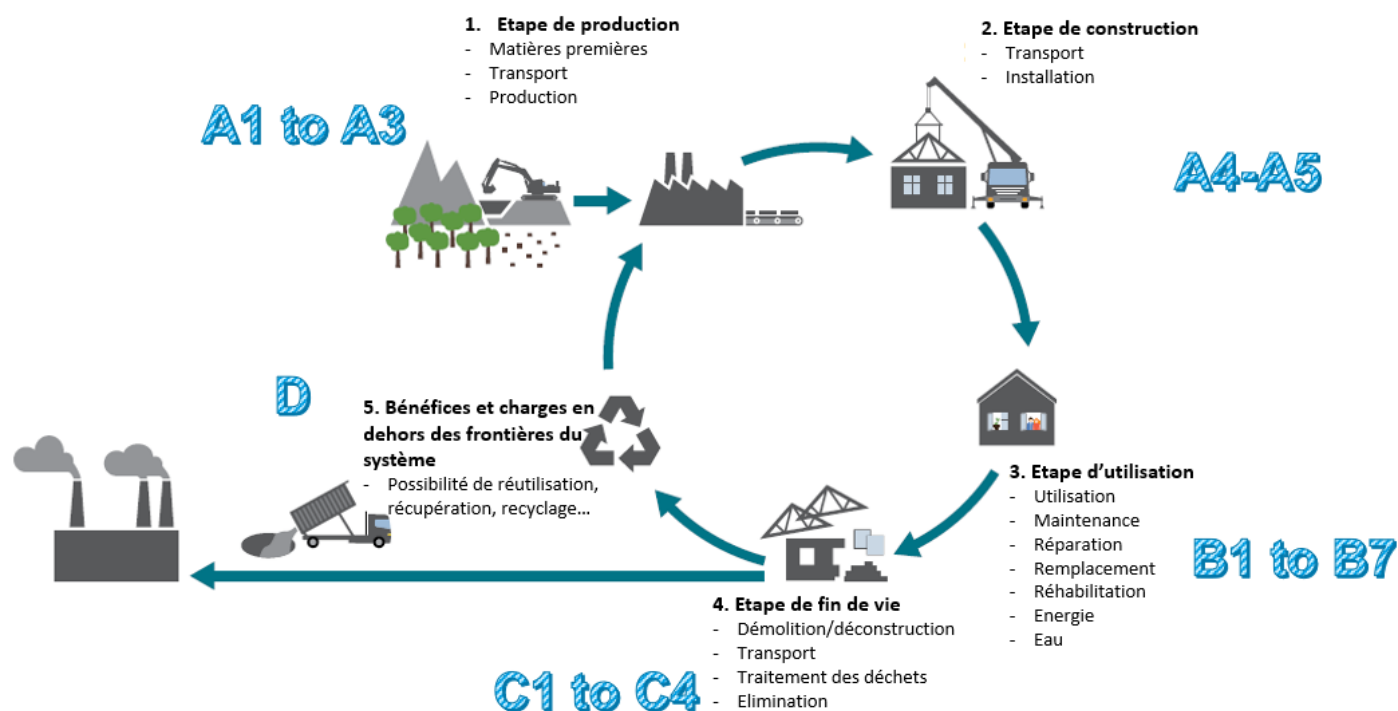 1. Etape de production
- Matières premières
- Transport
- Production
A1 to A3
2. Etape de construction
- Transport
- Installation
A4-A5
3. Etape d'utilisation
- Utilisation
- Maintenance
- Réparation
- Remplacement
- Réhabilitation
- Energie
- Eau
B1 to B7
4. Etape de fin de vie
- Démolition/déconstruction
- Transport
- Traitement des déchets
- Elimination
C1 to C4
D
5. Bénéfices et charges en
dehors des frontières du
système
- Possibilité de réutilisation,
récupération, recyclage...